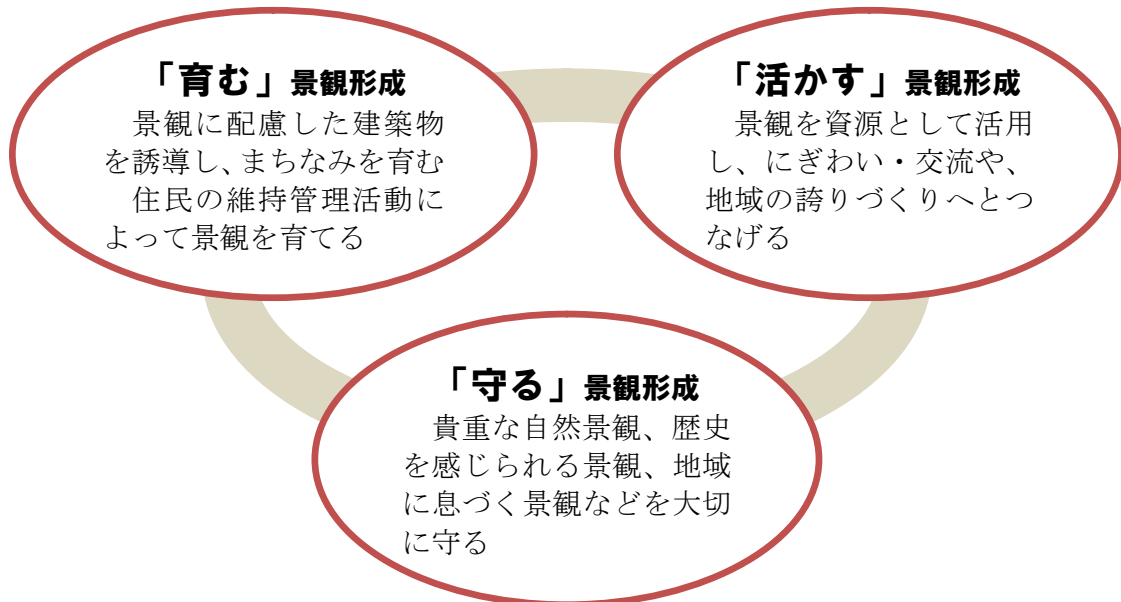 「育む」景観形成
景観に配慮した建築物
を誘導し、まちなみを育む
住民の維持管理活動に
よって景観を育てる
「活かす」景観形成
景観を資源として活用
し、にぎわい・交流や、
地域の誇りづくりへとつ
なげる
「守る」景観形成
貴重な自然景観、歴史
を感じられる景観、地域
に息づく景観などを大切
に守る